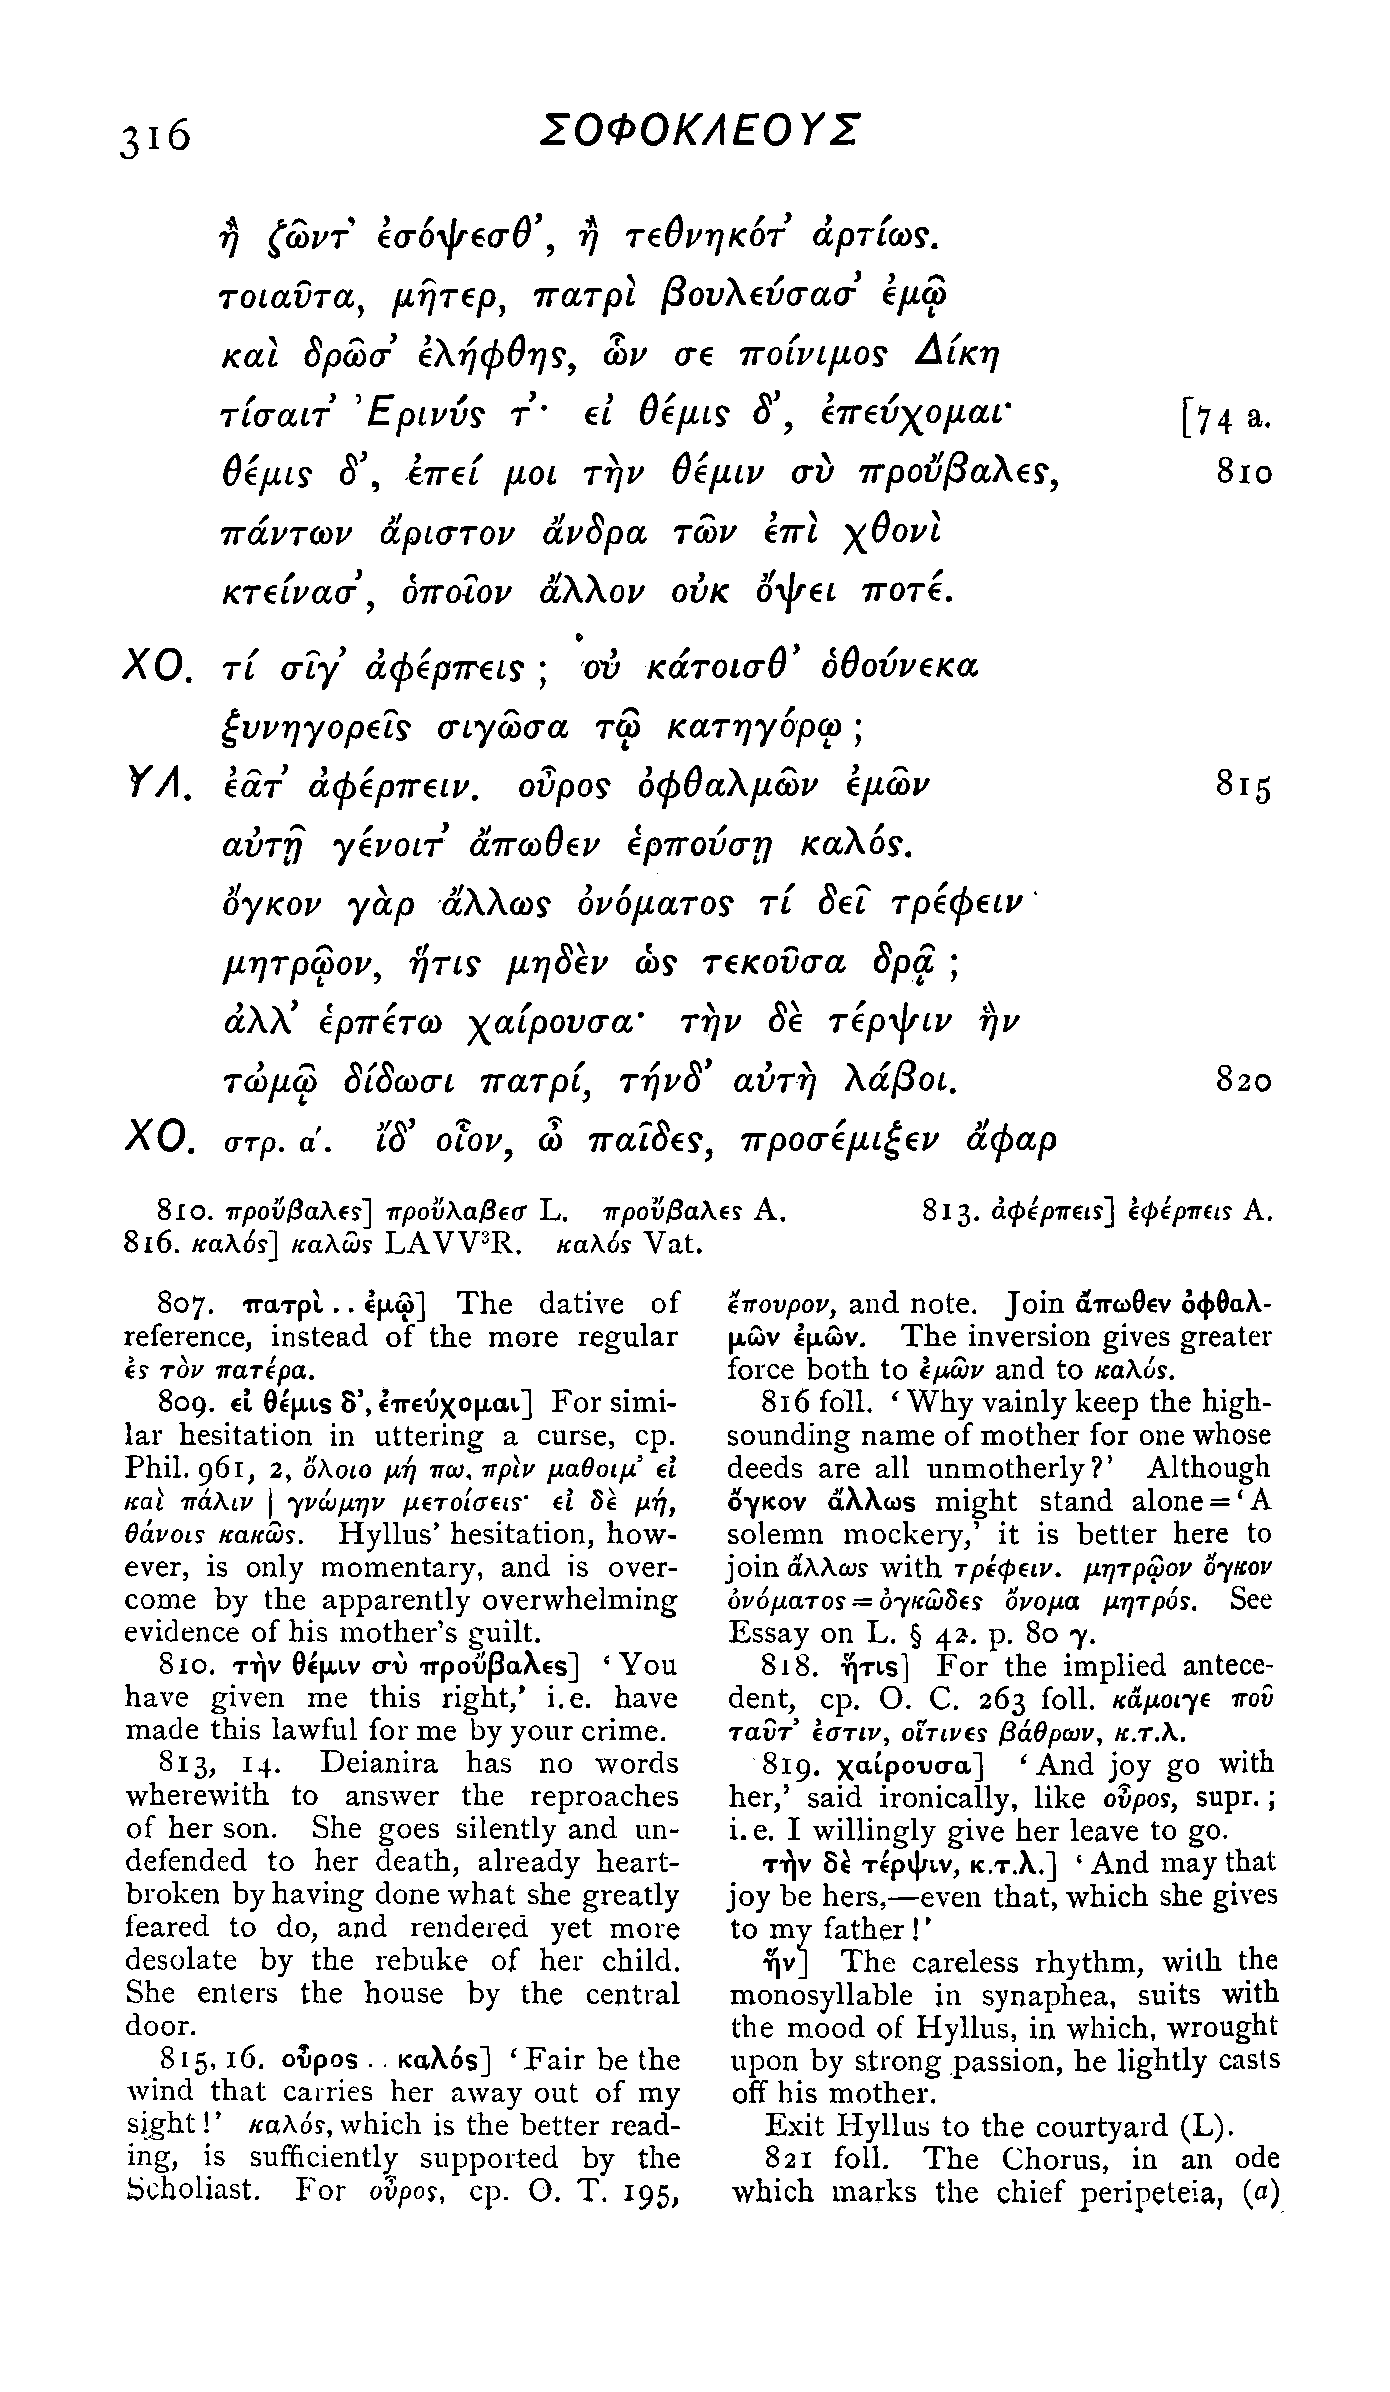 316 ΣΟΦΟΚΛΕΟΥΣ
ἢ ζῶντ' ἐσόψεσθ', ἢ τεθνηκότ' ἀρτίως.
τοιαῦτα, μῆτερ, πατρὶ βουλεύσασ' ἐμῷ
καὶ δρῶσ' ἐλήφθης, ὧν σε ποίνιμος Δίκη
τίσαιτ' Ἐρινύς τ'· εἰ θέμις δ', ἐπεύχομαι· [74 a.
θέμις δ', ἐπεί μοι τὴν θέμιν σὺ προὔβαλες, 810
πάντων ἄριστον ἄνδρα τῶν ἐπὶ χθονὶ
κτείνασ', ὁποῖον ἄλλον οὐκ ὄψει ποτέ.
ΧΟ. τί σῖγ' ἀφέρπεις ; οὐ κάτοισθ' ὁθούνεκα
ξυνηγορεῖς σιγῶσα τῷ κατηγόρῳ ;
ΥΛ. ἐᾶτ' ἀφέρπειν. οὖρος ὀφθαλμῶν ἐμῶν 815
αὐτῇ γένοιτ' ἄπωθεν ἑρπούσῃ καλός.
ὄγκον γὰρ ἄλλως ὀνόματος τί δεῖ τρέφειν
μητρῷον, ἥτις μηδὲν ὡς τεκοῦσα δρᾷ ;
ἀλλ' ἑρπέτω χαίρουσα· τὴν δὲ τέρψιν ἣν
τὠμῷ δίδωσι πατρί, τήνδ' αὐτὴ λάβοι. 820
ΧΟ. στρ. α'. ἴδ' οἷον, ὦ παῖδες, προσέμιξεν ἄφαρ
810. προὔβαλες] προὔλαβεσ L. προὔβαλες A. 813. ἀφέρπεις] ἐφέρπεις A.
816. καλός] καλῶς LAVV³R. καλός Vat.
807. πατρὶ . . ἐμῷ] The dative of
reference, instead of the more regular
ἐς τὸν πατέρα.
809. εἰ θέμις δ', ἐπεύχομαι] For simi-
lar hesitation in uttering a curse, cp.
Phil. 961, 2, ὄλοιο μή πω, πρὶν μάθοιμ' εἰ
καὶ πάλιν | γνώμην μετοίσεις· εἰ δὲ μή,
θάνοις κακῶς. Hyllus' hesitation, how-
ever, is only momentary, and is over-
come by the apparently overwhelming
evidence of his mother's guilt.
810. τὴν θέμιν σὺ προὔβαλες] 'You
have given me this right,' i.e. have
made this lawful for me by your crime.
813, 14. Deianira has no words
wherewith to answer the reproaches
of her son. She goes silently and un-
defended to her death, already heart-
broken by having done what she greatly
feared to do, and rendered yet more
desolate by the rebuke of her child.
She enters the house by the central
door.
815, 16. οὖρος . . καλός] 'Fair be the
wind that carries her away out of my
sight!' καλός, which is the better read-
ing, is sufficiently supported by the
Scholiast. For οὖρος, cp. O. T. 195,
ἔπουρον, and note. Join ἄπωθεν ὀφθαλ-
μῶν ἐμῶν. The inversion gives greater
force both to ἐμῶν and to καλός.
816 foll. 'Why vainly keep the high-
sounding name of mother for one whose
deeds are all unmotherly?' Although
ὄγκον ἄλλως might stand alone = 'A
solemn mockery,' it is better here to
join ἄλλως with τρέφειν. μητρῷον ὄγκον
ὀνόματος = ὀγκῶδες ὄνομα μητρός. See
Essay on L. § 42. p. 80 γ.
818. ἥτις] For the implied antece-
dent, cp. O. C. 263 foll. κἄμοιγε ποῦ
ταῦτ' ἐστιν, οἵτινες βάθρων, κ.τ.λ.
819. χαίρουσα] 'And joy go with
her,' said ironically, like οὖρος, supr. ;
i.e. I willingly give her leave to go.
τὴν δὲ τέρψιν, κ.τ.λ.] 'And may that
joy be hers,—even that, which she gives
to my father!'
ἥν] The careless rhythm, with the
monosyllable in synaphea, suits with
the mood of Hyllus, in which, wrought
upon by strong passion, he lightly casts
off his mother.
Exit Hyllus to the courtyard (L).
821 foll. The Chorus, in an ode
which marks the chief peripeteia, (a)